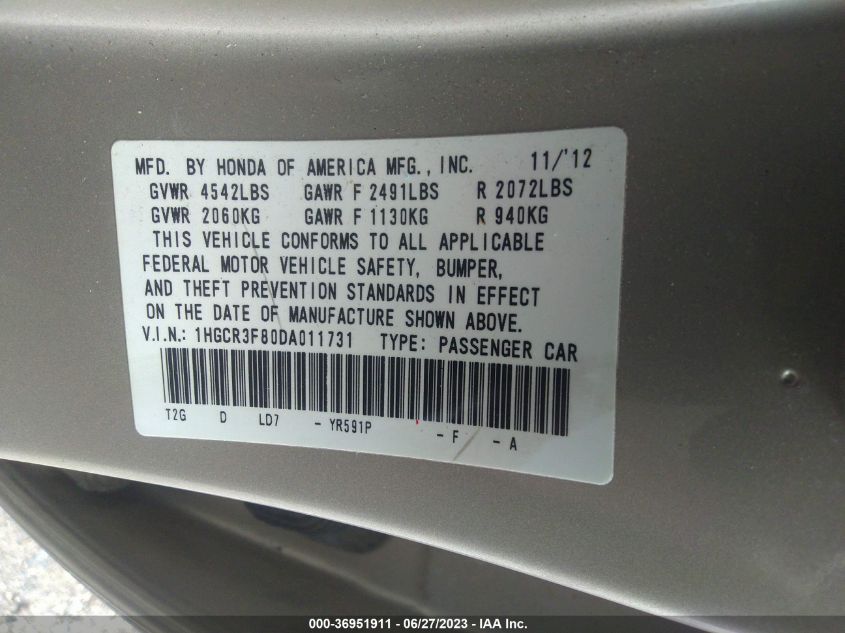 MFD. BY HONDA OF AMERICA MFG., INC. 11/'12
GVWR 4542LBS GAWR F 2491LBS R 2072LBS
GVWR 2060KG GAWR F 1130KG R 940KG
THIS VEHICLE CONFORMS TO ALL APPLICABLE
FEDERAL MOTOR VEHICLE SAFETY, BUMPER,
AND THEFT PREVENTION STANDARDS IN EFFECT
ON THE DATE OF MANUFACTURE SHOWN ABOVE.
V.I.N.: 1HGCR3F80DA011731 TYPE: PASSENGER CAR
T2G D LD7 - YR591P - F - A
000-36951911 - 06/27/2023 - IAA Inc.